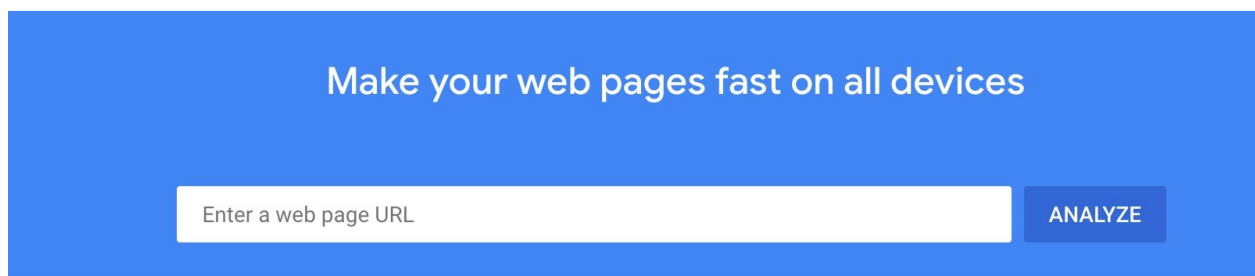 Make your web pages fast on all devices
Enter a web page URL
ANALYZE